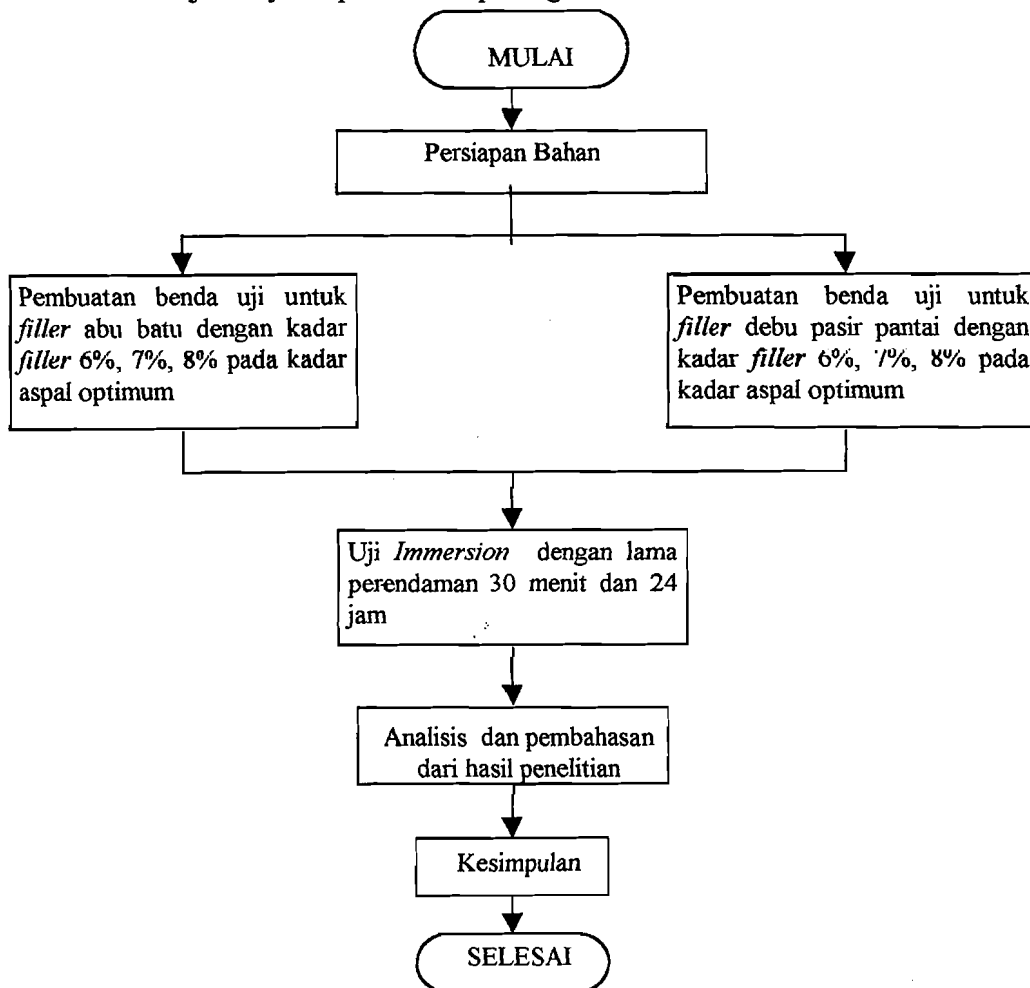 MULAI
Persiapan Bahan
Pembuatan benda uji untuk
filler abu batu dengan kadar
filler 6%, 7%, 8% pada kadar
aspal optimum
Pembuatan benda uji untuk
filler debu pasir pantai dengan
kadar filler 6%, 7%, 8% pada
kadar aspal optimum
Uji Immersion dengan lama
perendaman 30 menit dan 24
jam
Analisis dan pembahasan
dari hasil penelitian
Kesimpulan
SELESAI